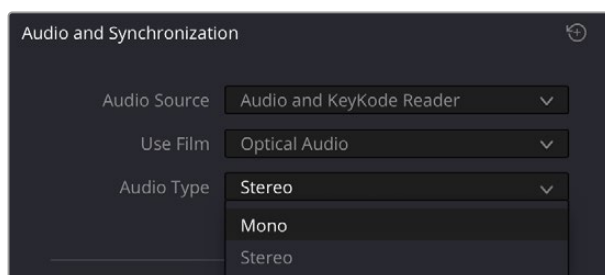 Audio and Synchronization
Audio Source Audio and KeyKode Reader
Use Film Optical Audio
Audio Type Stereo
Mono
Stereo